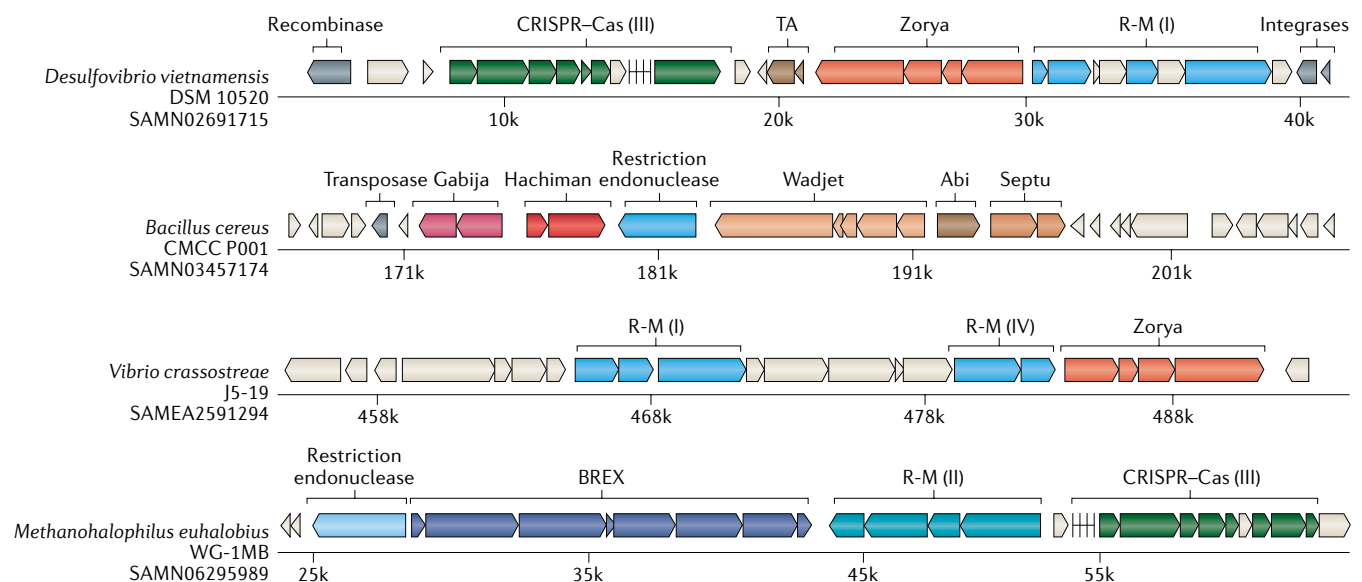 Recombinase CRISPR–Cas (III) TA Zorya R-M (I) Integrases
Desulfovibrio vietnamensis
DSM 10520
SAMN02691715
10k 20k 30k 40k
Transposase Gabija Hachiman Restriction
endonuclease Wadjet Abi Septu
Bacillus cereus
CMCC P001
SAMN03457174
171k 181k 191k 201k
R-M (I) R-M (IV) Zorya
Vibrio crassostreae
J5-19
SAMEA2591294
458k 468k 478k 488k
Restriction
endonuclease BREX R-M (II) CRISPR–Cas (III)
Methanohalophilus euhalobius
WG-1MB
SAMN06295989
25k 35k 45k 55k